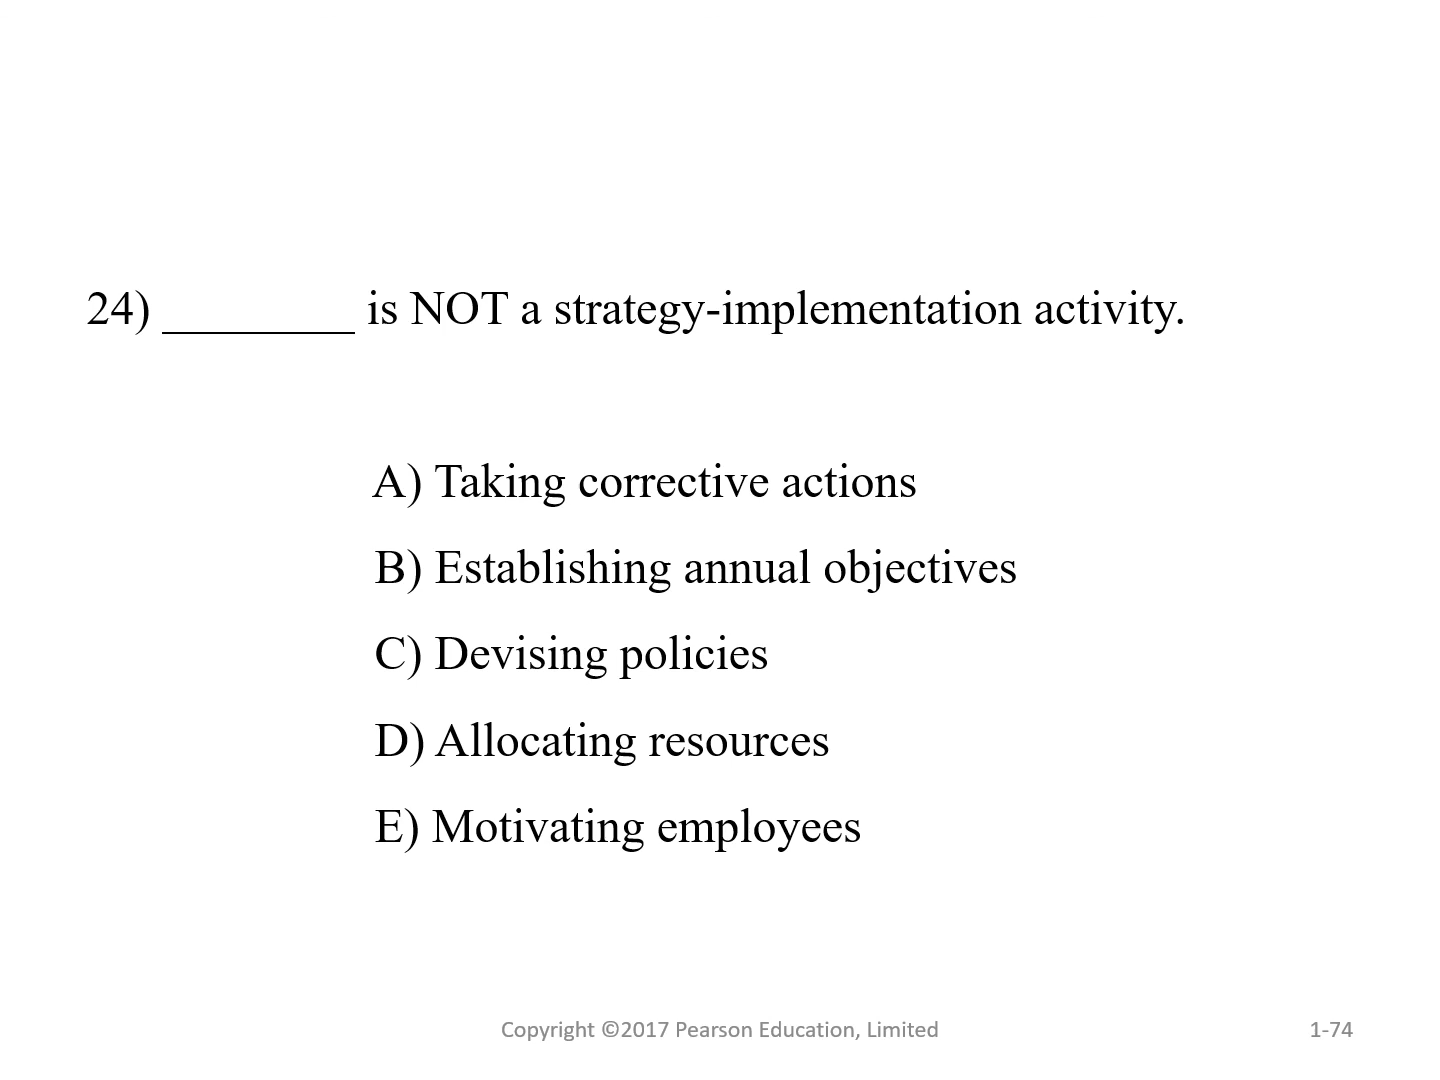 24) ________ is NOT a strategy-implementation activity.
A) Taking corrective actions
B) Establishing annual objectives
C) Devising policies
D) Allocating resources
E) Motivating employees
Copyright ©2017 Pearson Education, Limited
1-74